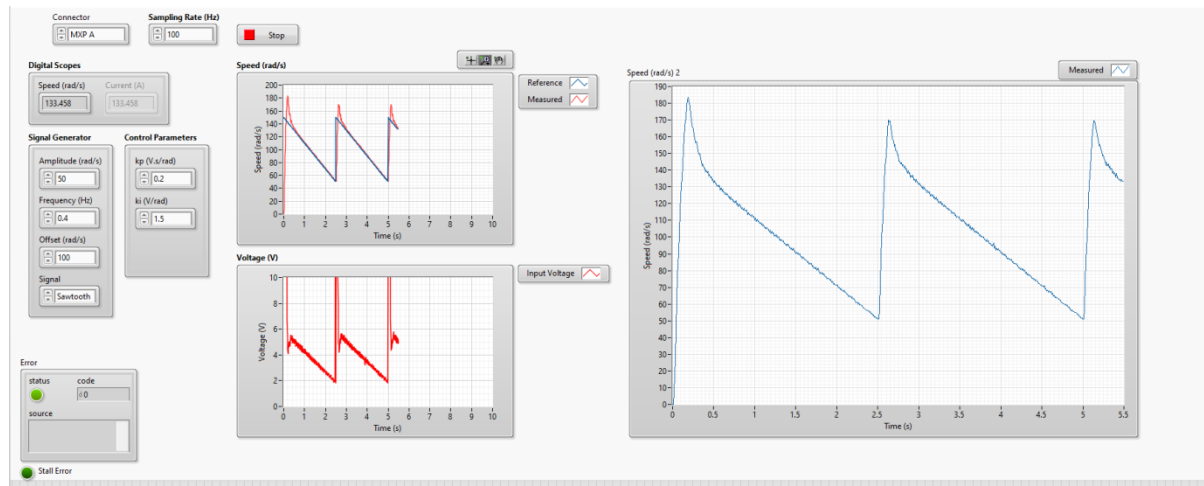 Connector
MXP A
Sampling Rate (Hz)
100
Stop
Digital Scopes
Speed (rad/s)
133.458
Current (A)
133.458
Signal Generator
Amplitude (rad/s)
50
Frequency (Hz)
0.4
Offset (rad/s)
100
Signal
Sawtooth
Control Parameters
kp (V.s/rad)
0.2
ki (V/rad)
1.5
Speed (rad/s)
Reference
Measured
200
180
160
140
120
100
80
60
40
20
0
Speed (rad/s)
0 1 2 3 4 5 6 7 8 9 10
Time (s)
Voltage (V)
Input Voltage
10
8
6
4
2
0
Voltage (V)
0 1 2 3 4 5 6 7 8 9 10
Time (s)
Speed (rad/s) 2
Measured
190
180
170
160
150
140
130
120
110
100
90
80
70
60
50
40
30
20
10
0
Speed (rad/s)
0 0.5 1 1.5 2 2.5 3 3.5 4 4.5 5 5.5
Time (s)
Error
status
code
d0
source
Stall Error